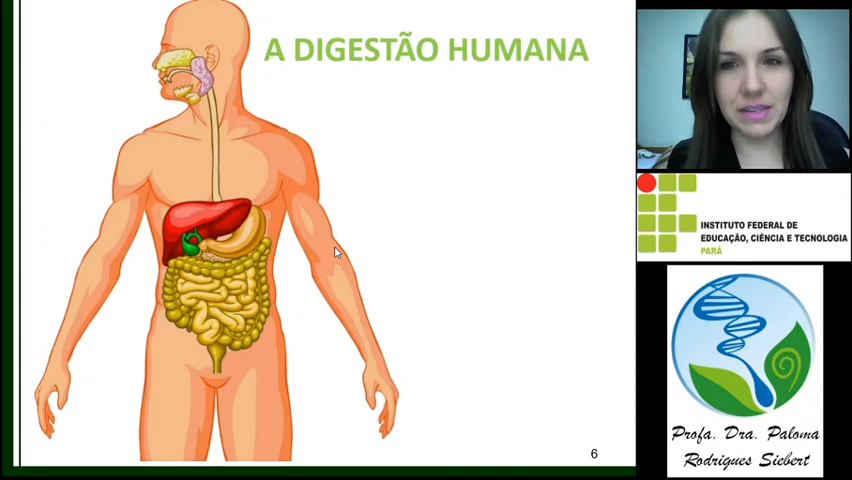 A DIGESTÃO HUMANA
INSTITUTO FEDERAL DE
EDUCAÇÃO, CIÊNCIA E TECNOLOGIA
PARÁ
Profa. Dra. Paloma
Rodrigues Siebert
6